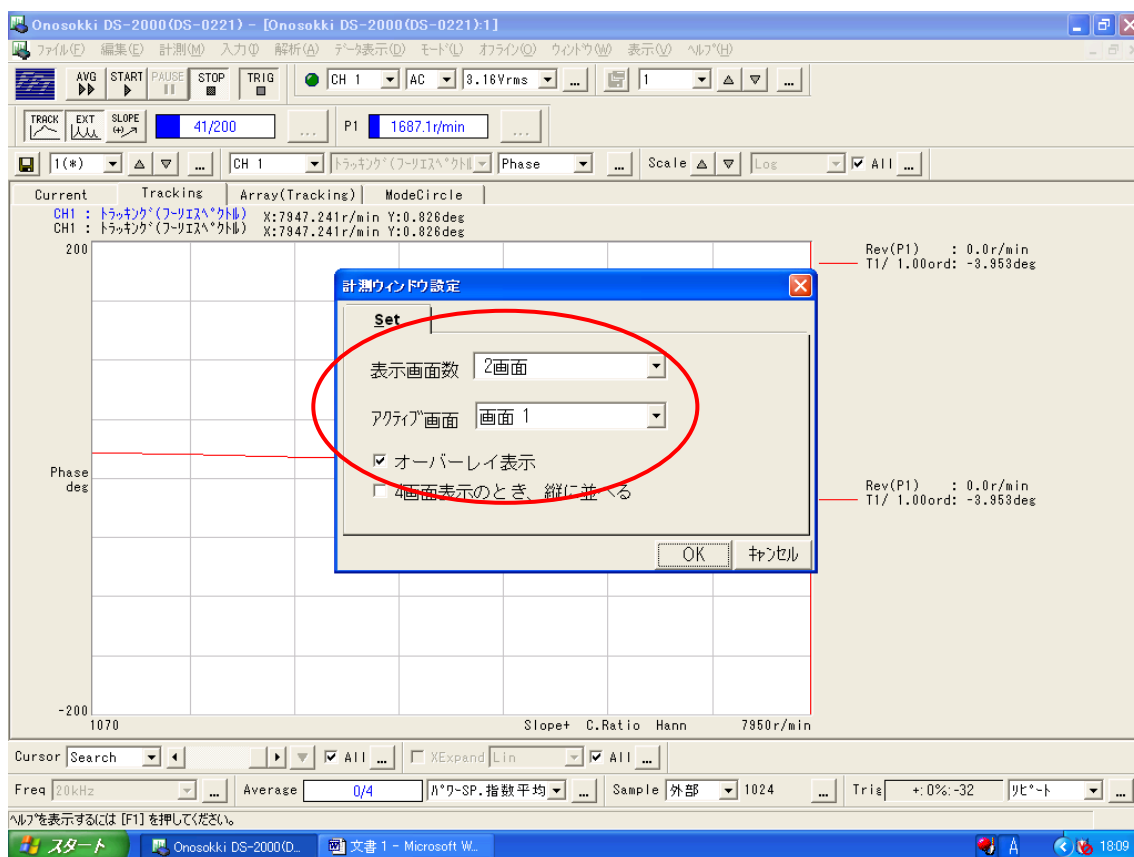 Onosokki DS-2000(DS-0221) - [Onosokki DS-2000(DS-0221):1]
ファイル(F) 編集(E) 計測(M) 入力(I) 解析(A) データ表示(D) モード(L) オフライン(O) ウィンドウ(W) 表示(V) ヘルプ(H)
AVG START PAUSE STOP TRIG CH 1 AC 3.16Vrms ... 1 ...
TRACK EXT SLOPE (+) 41/200 ... P1 1687.1r/min ...
1(*) ... CH 1 トラッキング(フーリエスペクトル Phase ... Scale Log All ...
Current Tracking Array(Tracking) ModeCircle
CH1 : トラッキング(フーリエスペクトル) X:7947.241r/min Y:0.826deg
CH1 : トラッキング(フーリエスペクトル) X:7947.241r/min Y:0.826deg
200
Rev(P1) : 0.0r/min
T1/ 1.00ord: -3.953deg
計測ウィンドウ設定
Set
表示画面数 2画面
アクティブ画面 画面 1
オーバーレイ表示
4画面表示のとき、縦に並べる
OK キャンセル
Phase
deg
Rev(P1) : 0.0r/min
T1/ 1.00ord: -3.953deg
-200
1070 Slope+ C.Ratio Hann 7950r/min
Cursor Search All ... XExpand Lin All ...
Freq 20kHz ... Average 0/4 パワ-SP.指数平均 ... Sample 外部 1024 ... Trig +:0%:-32 リピート ...
ヘルプを表示するには [F1] を押してください。
スタート Onosokki DS-2000(D... 文書 1 - Microsoft W... A 18:09